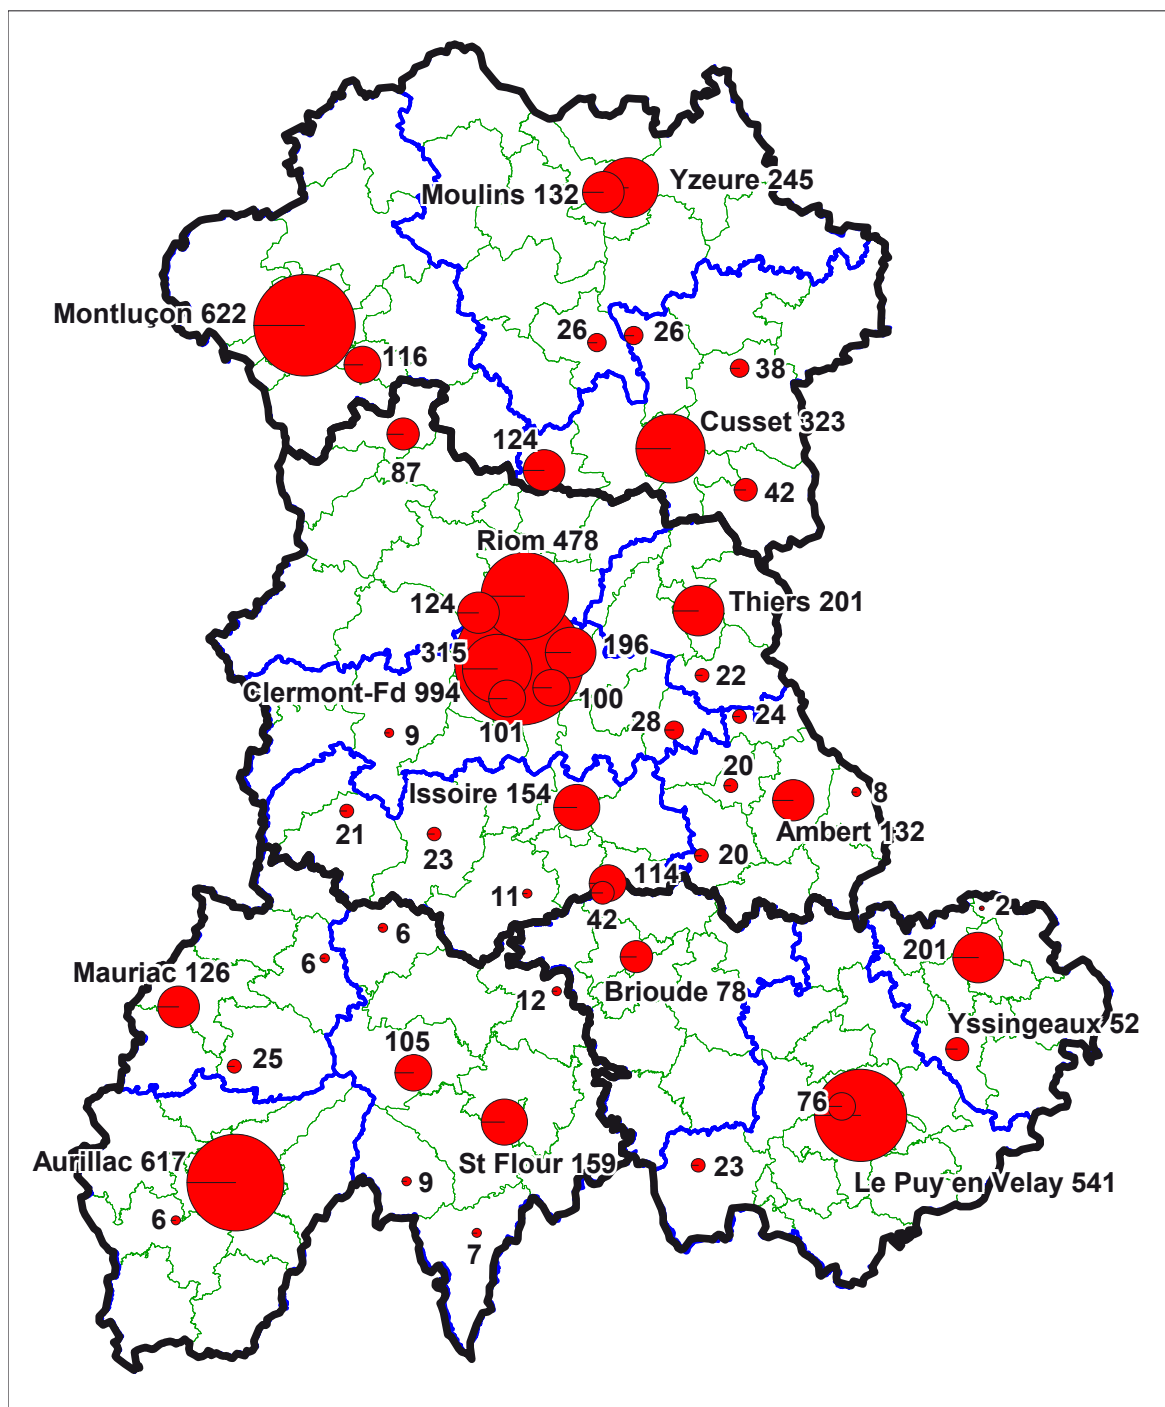 Yzeure 245
Moulins 132
Montluçon 622
26
26
116
38
Cusset 323
124
87
42
Riom 478
124
Thiers 201
196
315
22
Clermont-Fd 994
100
24
101
28
9
20
Issoire 154
8
21
23
Ambert 132
20
114
11
42
2
6
201
6
Mauriac 126
Brioude 78
12
Yssingeaux 52
105
25
76
Aurillac 617
St Flour 159
23
9
Le Puy en Velay 541
6
7